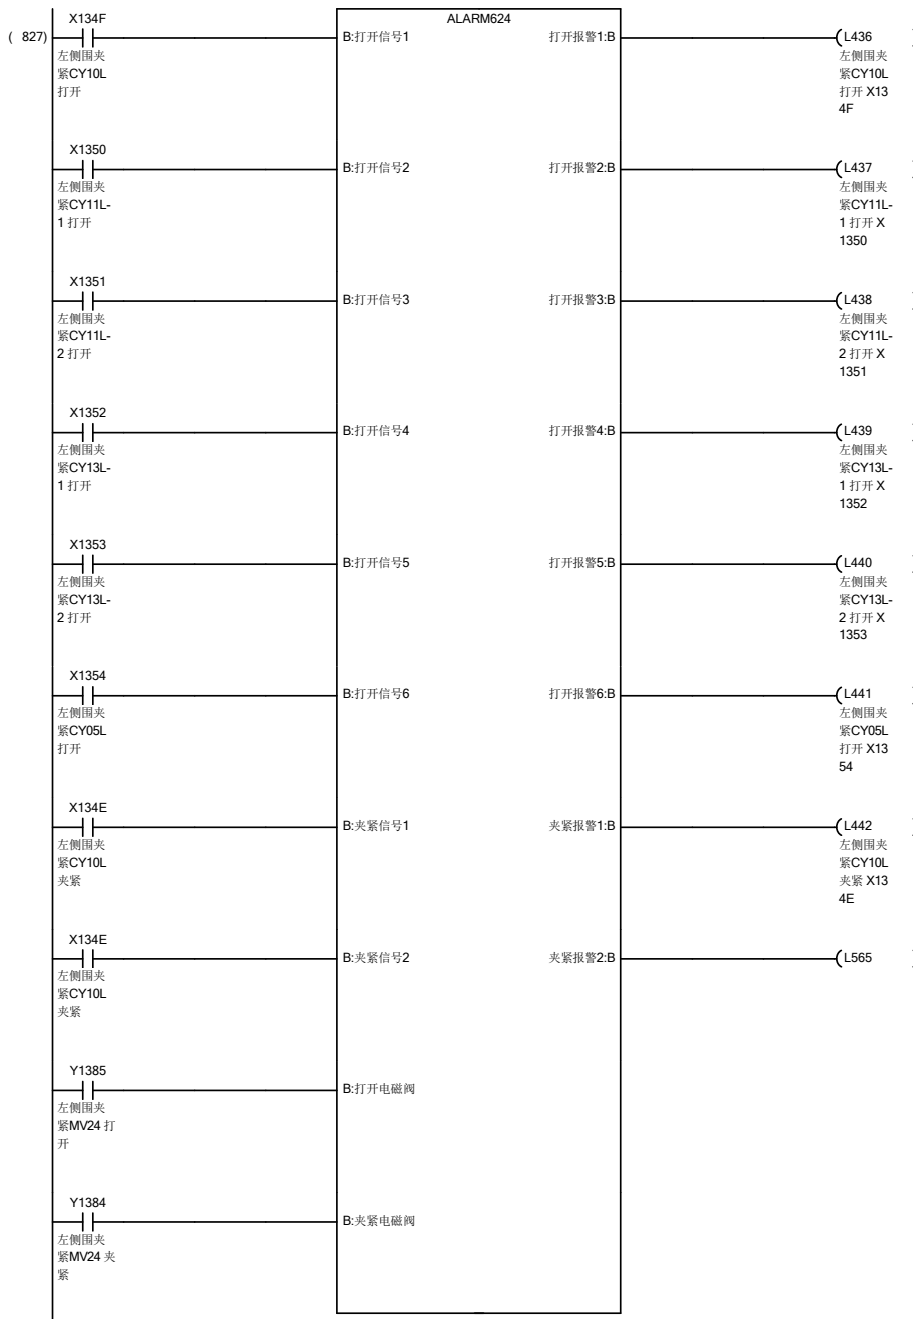 X134F
ALARM624
( 827)
B:打开信号1
打开报警1:B
L436
左侧围夹
紧CY10L
打开
左侧围夹
紧CY10L
打开 X13
4F
X1350
B:打开信号2
打开报警2:B
L437
左侧围夹
紧CY11L-
1 打开
左侧围夹
紧CY11L-
1 打开 X
1350
X1351
B:打开信号3
打开报警3:B
L438
左侧围夹
紧CY11L-
2 打开
左侧围夹
紧CY11L-
2 打开 X
1351
X1352
B:打开信号4
打开报警4:B
L439
左侧围夹
紧CY13L-
1 打开
左侧围夹
紧CY13L-
1 打开 X
1352
X1353
B:打开信号5
打开报警5:B
L440
左侧围夹
紧CY13L-
2 打开
左侧围夹
紧CY13L-
2 打开 X
1353
X1354
B:打开信号6
打开报警6:B
L441
左侧围夹
紧CY05L
打开
左侧围夹
紧CY05L
打开 X13
54
X134E
B:夹紧信号1
夹紧报警1:B
L442
左侧围夹
紧CY10L
夹紧
左侧围夹
紧CY10L
夹紧 X13
4E
X134E
B:夹紧信号2
夹紧报警2:B
L565
左侧围夹
紧CY10L
夹紧
Y1385
B:打开电磁阀
左侧围夹
紧MV24 打
开
Y1384
B:夹紧电磁阀
左侧围夹
紧MV24 夹
紧